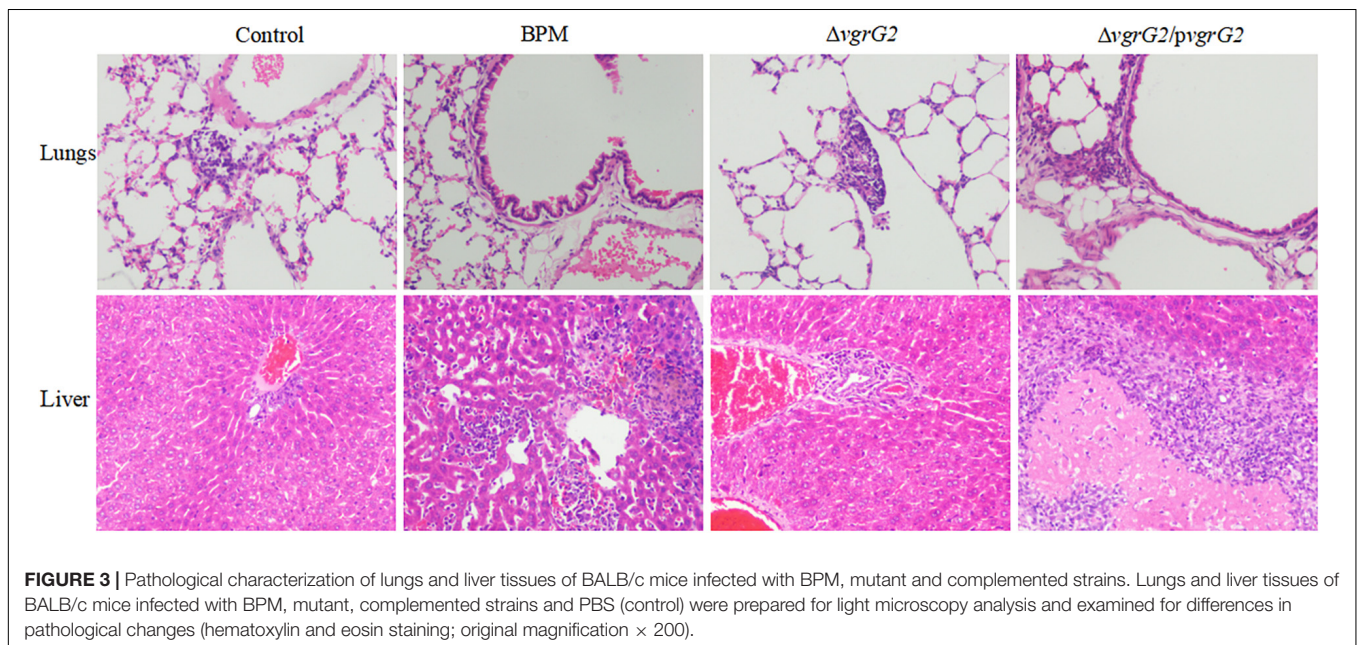 Control BPM ΔvgrG2 ΔvgrG2/pvgrG2
Lungs
Liver
FIGURE 3 | Pathological characterization of lungs and liver tissues of BALB/c mice infected with BPM, mutant and complemented strains. Lungs and liver tissues of
BALB/c mice infected with BPM, mutant, complemented strains and PBS (control) were prepared for light microscopy analysis and examined for differences in
pathological changes (hematoxylin and eosin staining; original magnification × 200).